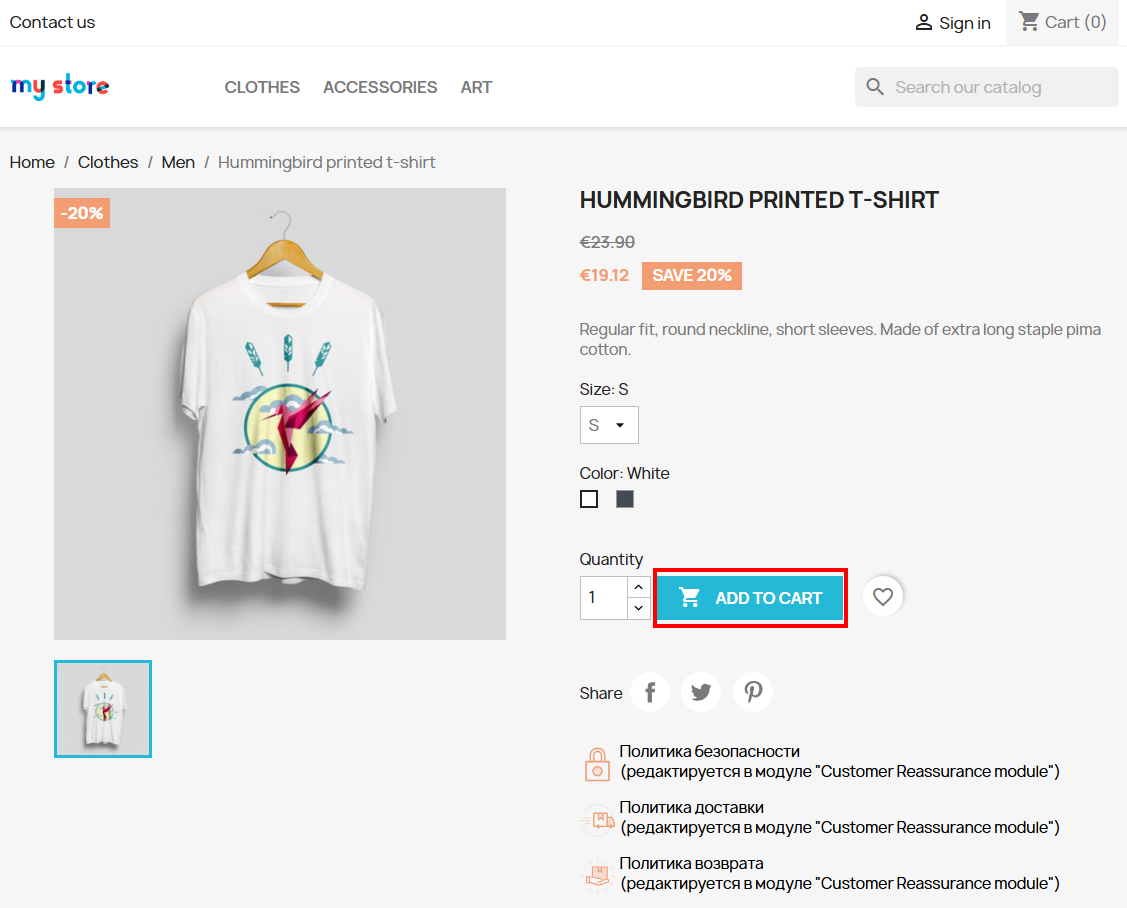 Contact us
Sign in
Cart (0)
my store
CLOTHES ACCESSORIES ART
Search our catalog
Home / Clothes / Men / Hummingbird printed t-shirt
-20%
HUMMINGBIRD PRINTED T-SHIRT
€23.90
€19.12 SAVE 20%
Regular fit, round neckline, short sleeves. Made of extra long staple pima
cotton.
Size: S
S
Color: White
Quantity
1
ADD TO CART
Share
Политика безопасности
(редактируется в модуле "Customer Reassurance module")
Политика доставки
(редактируется в модуле "Customer Reassurance module")
Политика возврата
(редактируется в модуле "Customer Reassurance module")